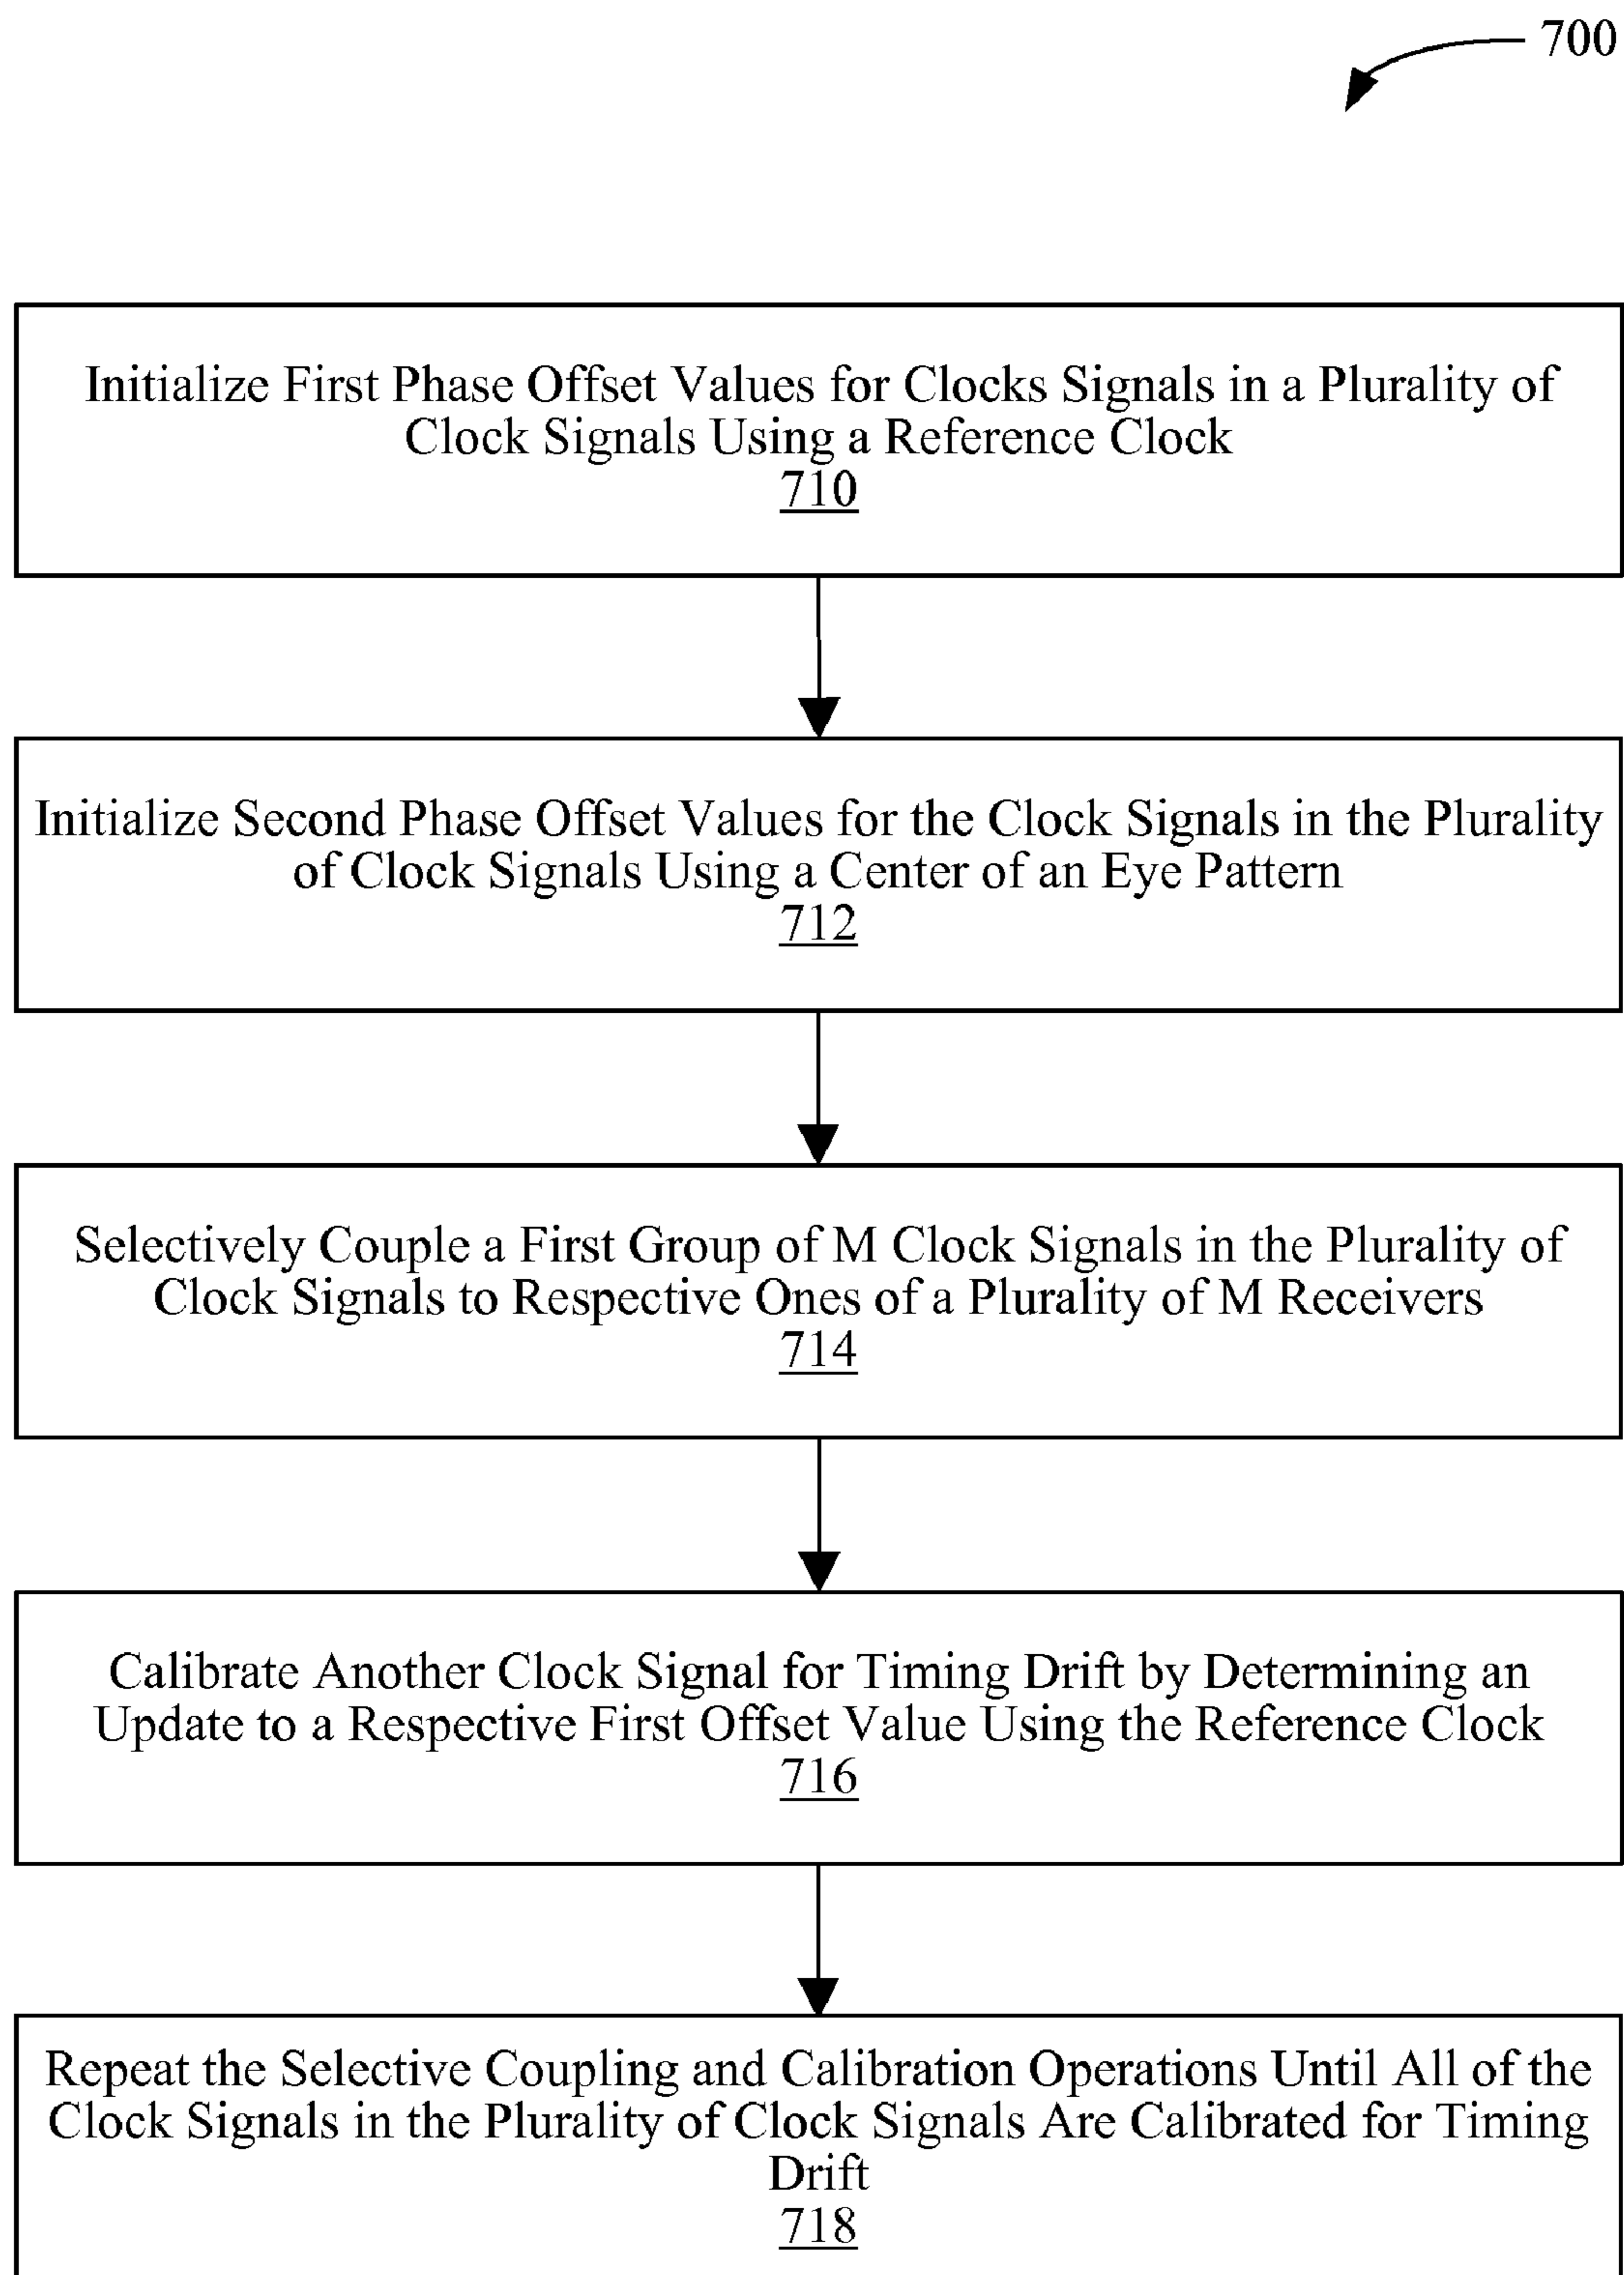 700
Initialize First Phase Offset Values for Clocks Signals in a Plurality of
Clock Signals Using a Reference Clock
710
Initialize Second Phase Offset Values for the Clock Signals in the Plurality
of Clock Signals Using a Center of an Eye Pattern
712
Selectively Couple a First Group of M Clock Signals in the Plurality of
Clock Signals to Respective Ones of a Plurality of M Receivers
714
Calibrate Another Clock Signal for Timing Drift by Determining an
Update to a Respective First Offset Value Using the Reference Clock
716
Repeat the Selective Coupling and Calibration Operations Until All of the
Clock Signals in the Plurality of Clock Signals Are Calibrated for Timing
Drift
718